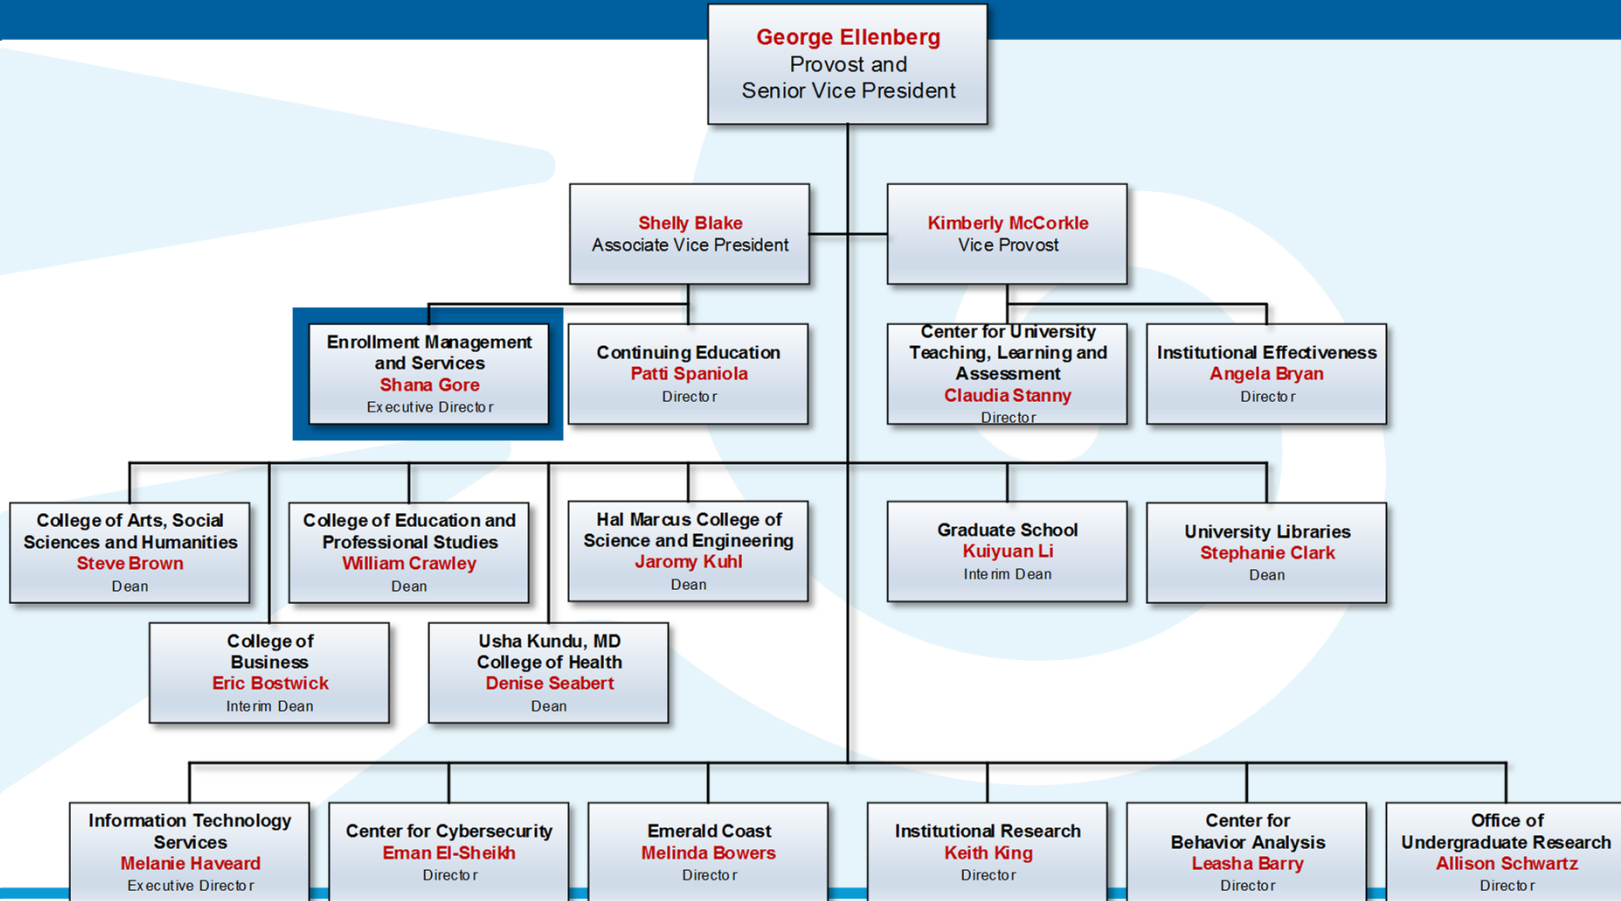 George Ellenberg
Provost and
Senior Vice President
Shelly Blake
Associate Vice President
Kimberly McCorkle
Vice Provost
Enrollment Management
and Services
Shana Gore
Executive Director
Continuing Education
Patti Spaniola
Director
Center for University
Teaching, Learning and
Assessment
Claudia Stanny
Director
Institutional Effectiveness
Angela Bryan
Director
College of Arts, Social
Sciences and Humanities
Steve Brown
Dean
College of Education and
Professional Studies
William Crawley
Dean
Hal Marcus College of
Science and Engineering
Jaromy Kuhl
Dean
Graduate School
Kuiyuan Li
Interim Dean
University Libraries
Stephanie Clark
Dean
College of
Business
Eric Bostwick
Interim Dean
Usha Kundu, MD
College of Health
Denise Seabert
Dean
Information Technology
Services
Melanie Haveard
Executive Director
Center for Cybersecurity
Eman El-Sheikh
Director
Emerald Coast
Melinda Bowers
Director
Institutional Research
Keith King
Director
Center for
Behavior Analysis
Leasha Barry
Director
Office of
Undergraduate Research
Allison Schwartz
Director